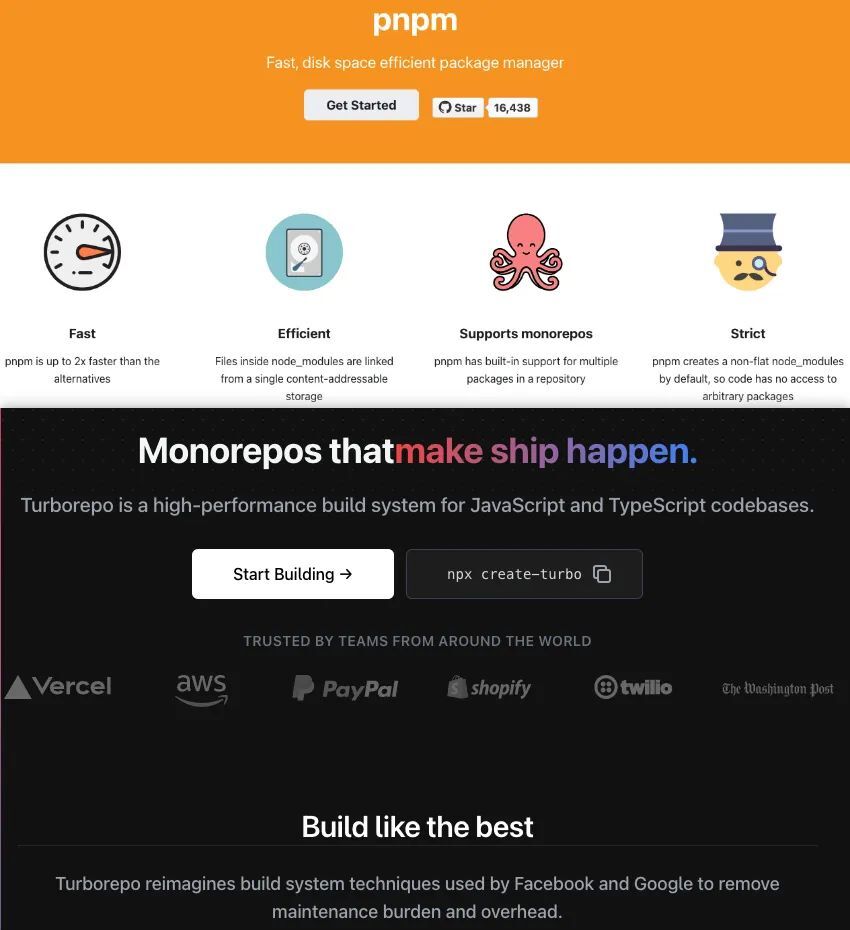 pnpm
Fast, disk space efficient package manager
Get Started
Star 16,438
Fast
pnpm is up to 2x faster than the
alternatives
Efficient
Files inside node_modules are linked
from a single content-addressable
storage
Supports monorepos
pnpm has built-in support for multiple
packages in a repository
Strict
pnpm creates a non-flat node_modules
by default, so code has no access to
arbitrary packages
Monorepos thatmake ship happen.
Turborepo is a high-performance build system for JavaScript and TypeScript codebases.
Start Building →
npx create-turbo
TRUSTED BY TEAMS FROM AROUND THE WORLD
Vercel
aws
PayPal
shopify
twilio
The Washington Post
Build like the best
Turborepo reimagines build system techniques used by Facebook and Google to remove
maintenance burden and overhead.